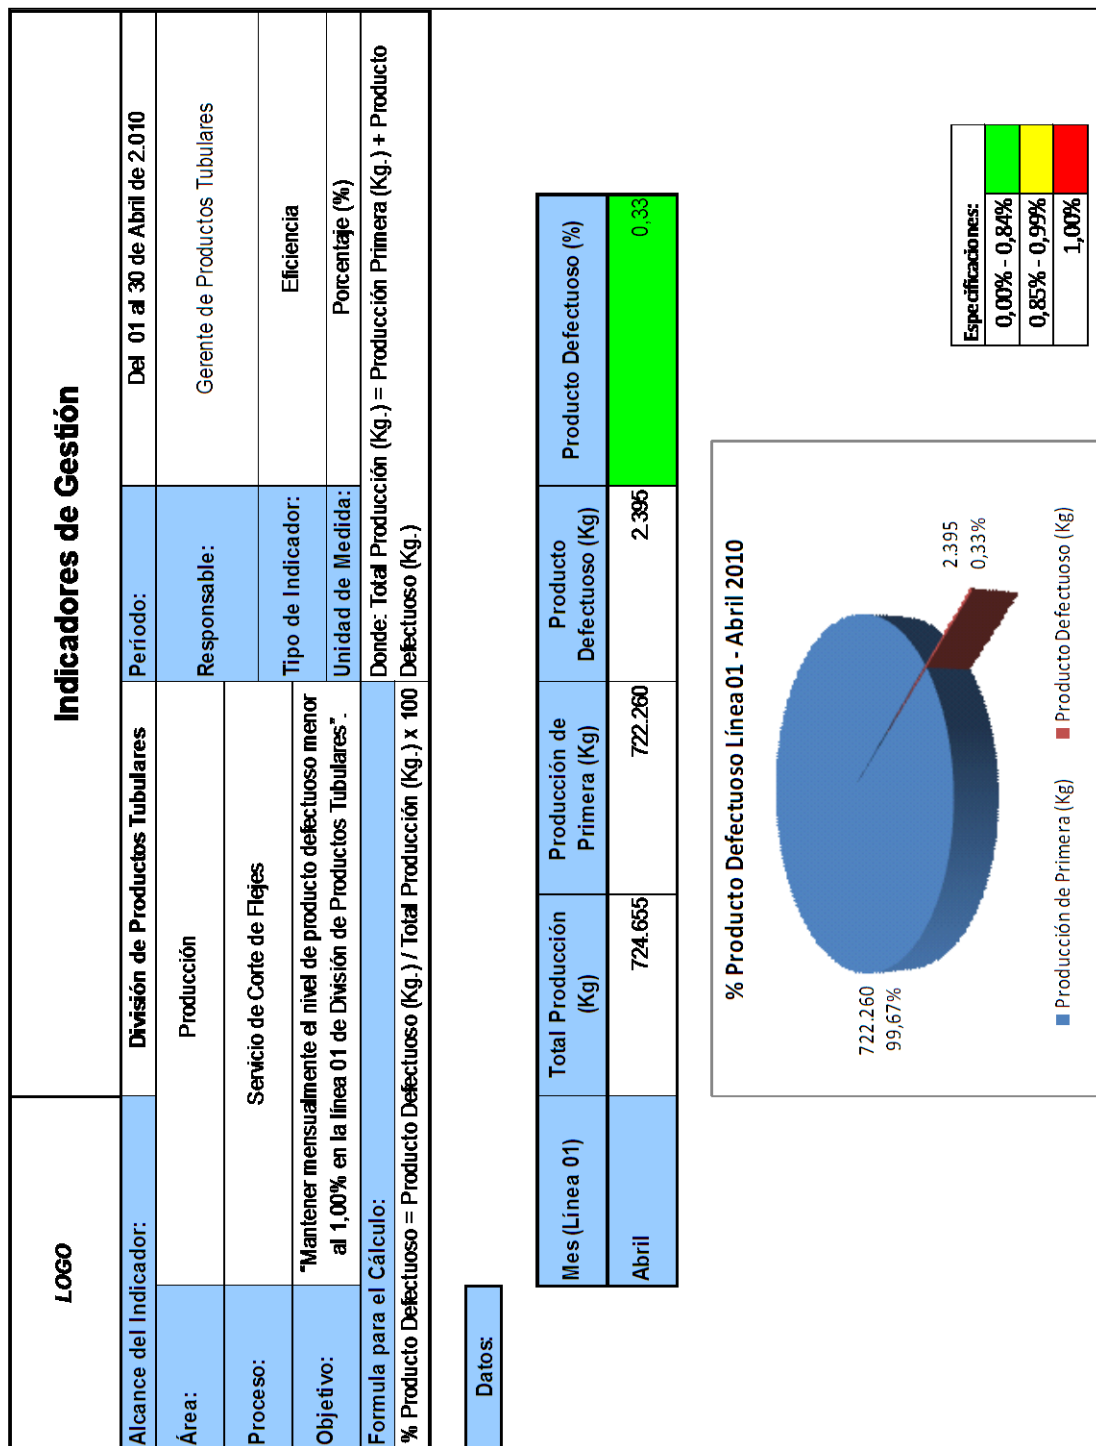 LOGO
Indicadores de Gestión
Alcance del Indicador:
División de Productos Tubulares
Período:
Del 01 al 30 de Abril de 2.010
Área:
Producción
Responsable:
Gerente de Productos Tubulares
Proceso:
Servicio de Corte de Flejes
Tipo de Indicador:
Eficiencia
Objetivo:
"Mantener mensualmente el nivel de producto defectuoso menor
al 1,00% en la línea 01 de División de Productos Tubulares".
Unidad de Medida:
Porcentaje (%)
Formula para el Cálculo:
% Producto Defectuoso = Producto Defectuoso (Kg.) / Total Producción (Kg.) x 100
Donde: Total Producción (Kg.) = Producción Primera (Kg.) + Producto
Defectuoso (Kg.)
Datos:
Mes (Línea 01)
Total Producción
(Kg)
Producción de
Primera (Kg)
Producto
Defectuoso (Kg)
Producto Defectuoso (%)
Abril
724.655
722.260
2.395
0,33
% Producto Defectuoso Línea 01 - Abril 2010
722.260
99,67%
2.395
0,33%
Producción de Primera (Kg)
Producto Defectuoso (Kg)
Especificaciones:
0,00% - 0,84%
0,85% - 0,99%
1,00%